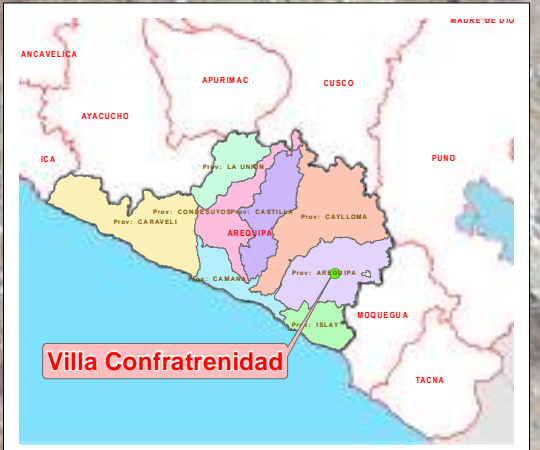 MADRE DE DIO
ANCAVELICA
APURIMAC
CUSCO
AYACUCHO
ICA
PUNO
Prov: LA UNION
Prov: CONDESUYOS
Prov: CASTILLA
Prov: CARAVELI
Prov: CAYLLOMA
AREQUIPA
Prov: AREQUIPA
Prov: CAMANA
MOQUEGUA
Prov: ISLAY
Villa Confratrenidad
TACNA